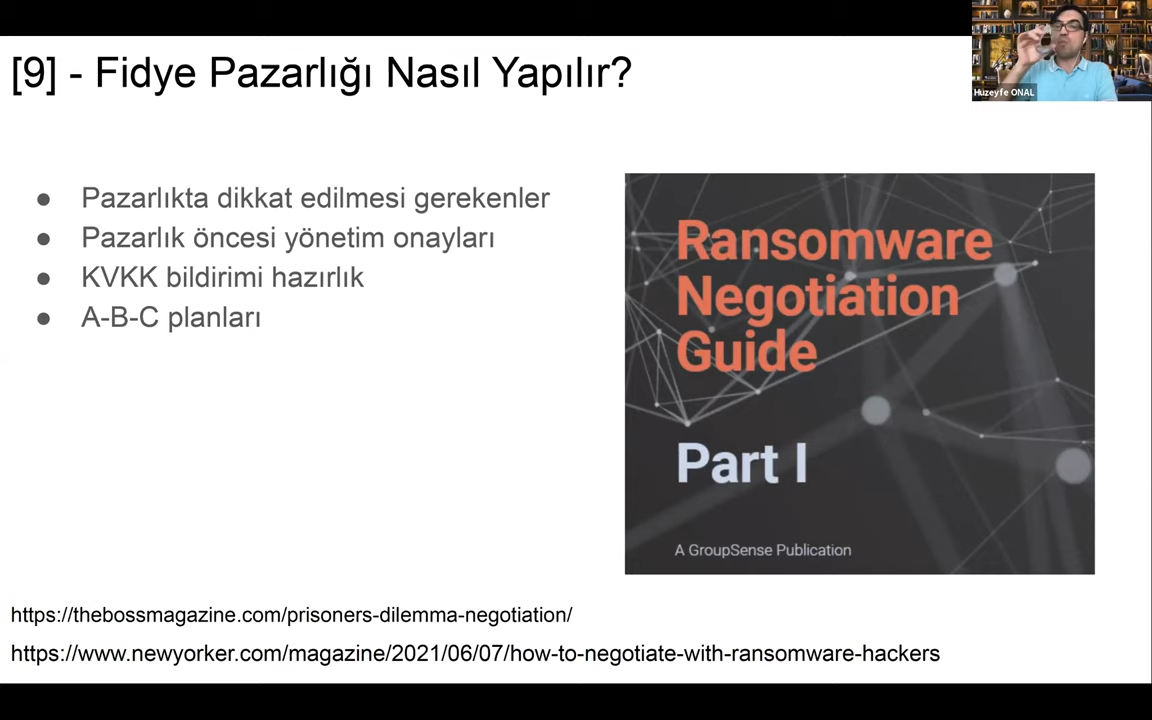 [9] - Fidye Pazarlığı Nasıl Yapılır?
Huzeyfe ONAL
● Pazarlıkta dikkat edilmesi gerekenler
● Pazarlık öncesi yönetim onayları
● KVKK bildirimi hazırlık
● A-B-C planları
Ransomware
Negotiation
Guide
Part I
A GroupSense Publication
https://thebossmagazine.com/prisoners-dilemma-negotiation/
https://www.newyorker.com/magazine/2021/06/07/how-to-negotiate-with-ransomware-hackers